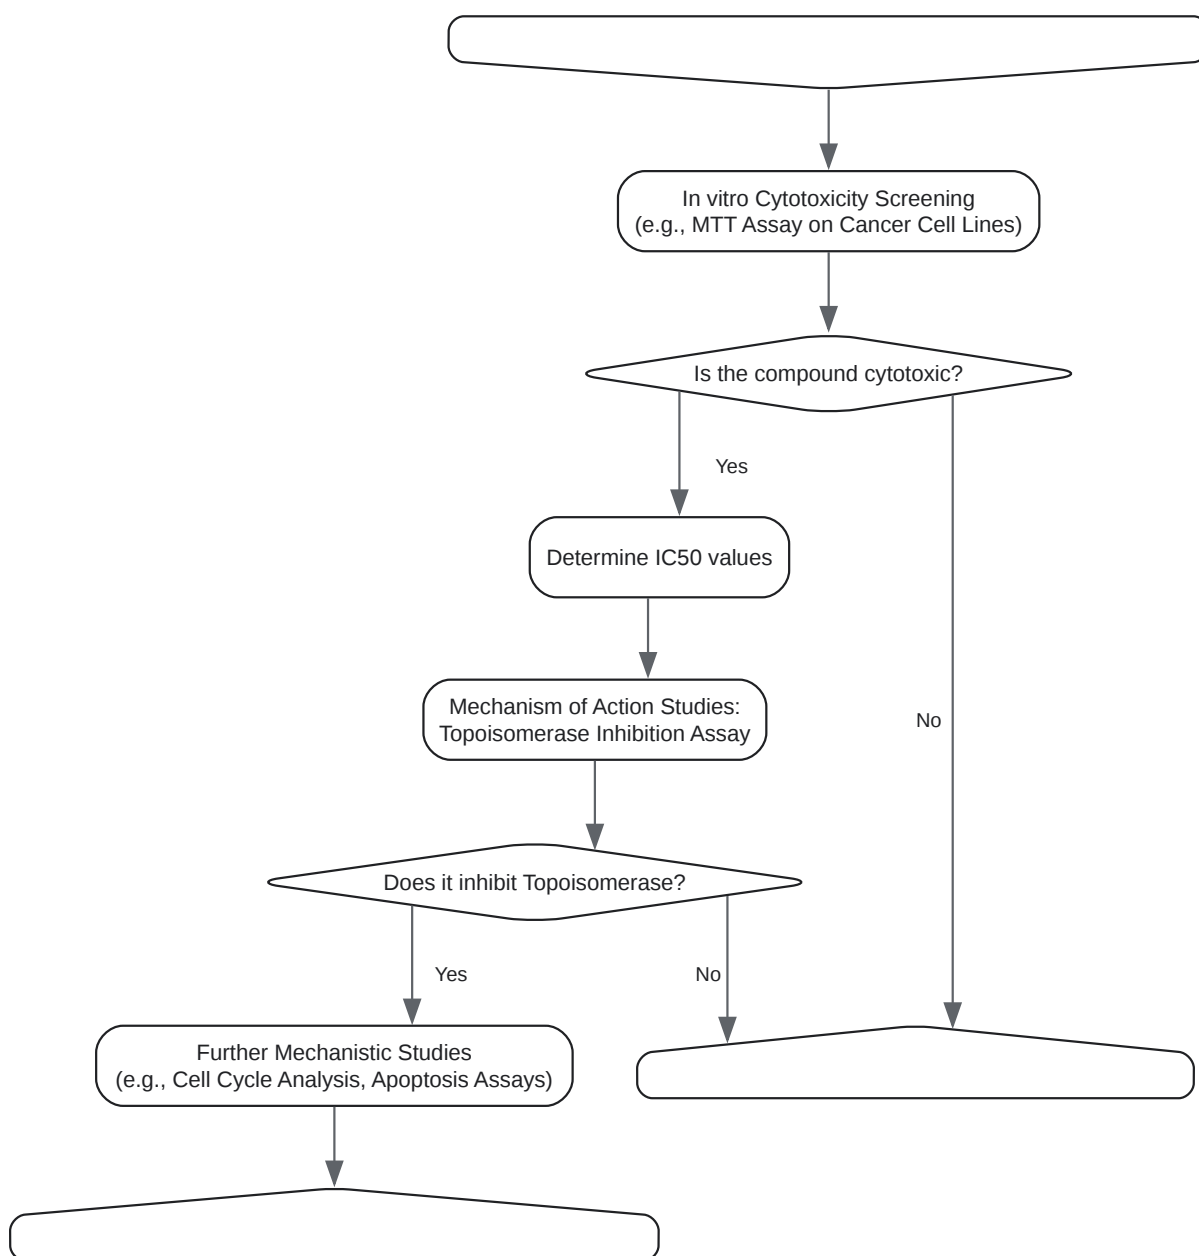 In vitro Cytotoxicity Screening
(e.g., MTT Assay on Cancer Cell Lines)
Is the compound cytotoxic?
Yes
Determine IC50 values
Mechanism of Action Studies:
Topoisomerase Inhibition Assay
No
Does it inhibit Topoisomerase?
Yes
No
Further Mechanistic Studies
(e.g., Cell Cycle Analysis, Apoptosis Assays)